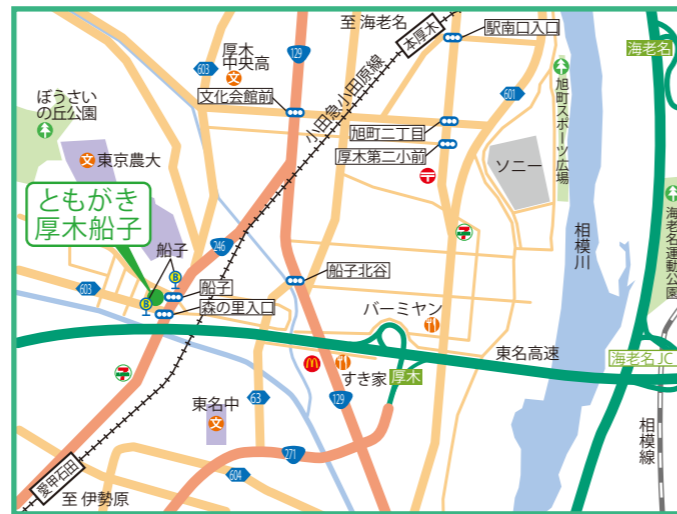 至 海老名
本厚木
駅南口入口
海老名
厚木
中央高
文
129
603
小田急小田原線
文化会館前
601
旭町スポーツ広場
ぼうさい
の丘公園
旭町二丁目
厚木第二小前
ソニー
文
東京農大
〒
ともがき
厚木船子
海老名運動公園
相模川
船子
246
603
B
B
船子
船子北谷
森の里入口
バーミヤン
東名高速
海老名 JC
7
7
M
すき家
厚木
東名中
文
63
129
相模線
271
604
愛甲石田
至 伊勢原